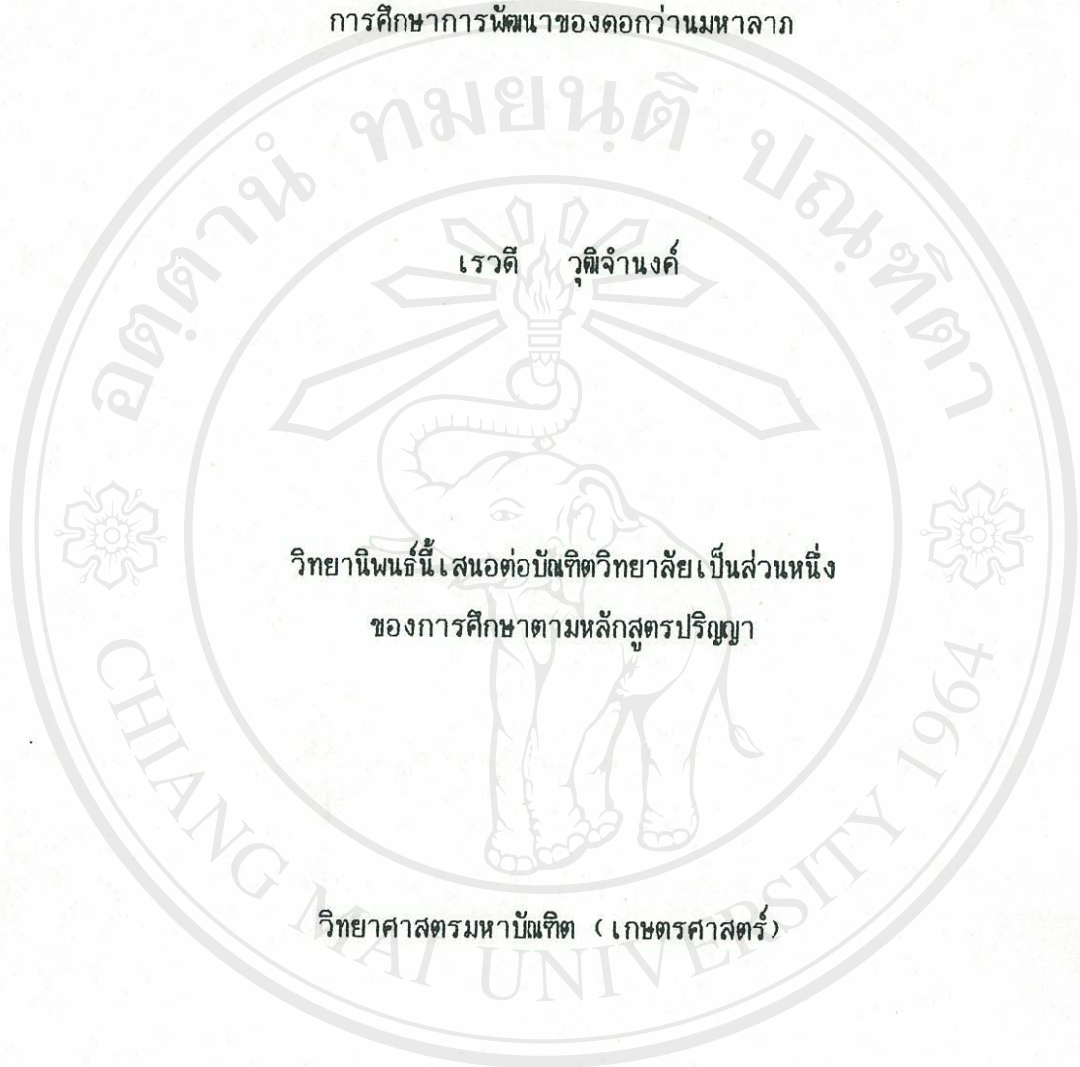 การศึกษาการพัฒนาของดอกว่านมหาลาภ
อตฺตานํ ทมยนฺติ ปณฺฑิตา
เรวดี วุฒิจำนงค์
วิทยานิพนธ์นี้เสนอต่อบัณฑิตวิทยาลัยเป็นส่วนหนึ่ง
ของการศึกษาตามหลักสูตรปริญญา
วิทยาศาสตรมหาบัณฑิต (เกษตรศาสตร์)
CHIANG MAI UNIVERSITY 1964